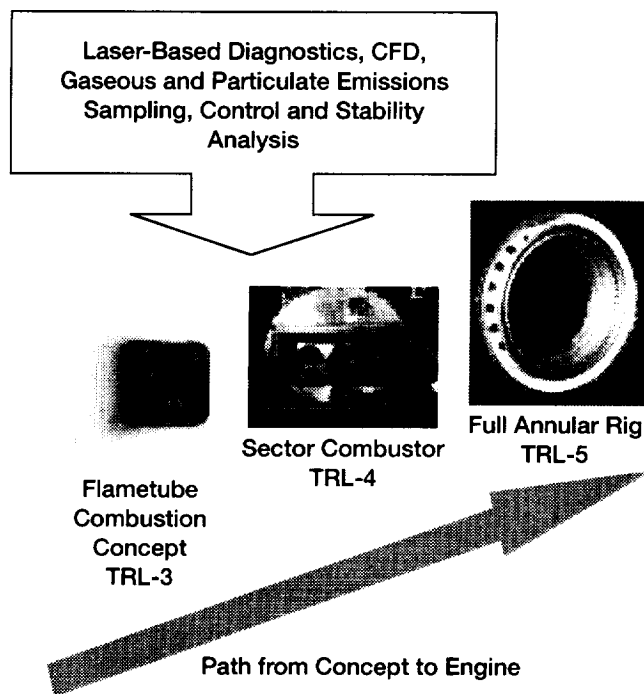 Laser-Based Diagnostics, CFD,
Gaseous and Particulate Emissions
Sampling, Control and Stability
Analysis
Flametube
Combustion
Concept
TRL-3
Sector Combustor
TRL-4
Full Annular Rig
TRL-5
Path from Concept to Engine